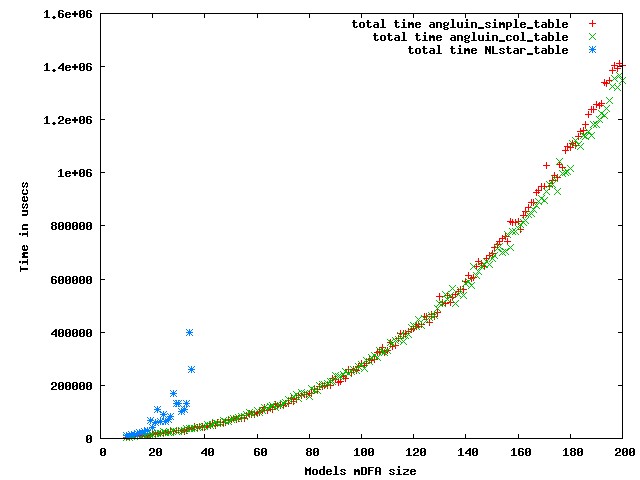 total time angluin_simple_table
total time angluin_col_table
total time NLstar_table
1.6e+06
1.4e+06
1.2e+06
1e+06
800000
600000
400000
200000
0
Time in usecs
0 20 40 60 80 100 120 140 160 180 200
Models mDFA size